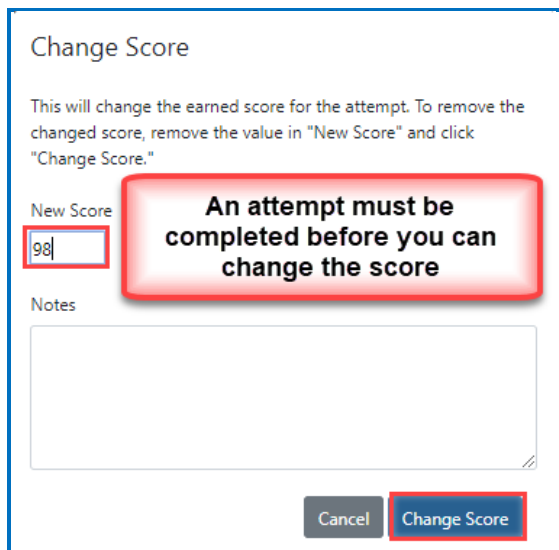 Change Score
This will change the earned score for the attempt. To remove the
changed score, remove the value in "New Score" and click
"Change Score."
New Score
98
An attempt must be
completed before you can
change the score
Notes
Cancel
Change Score